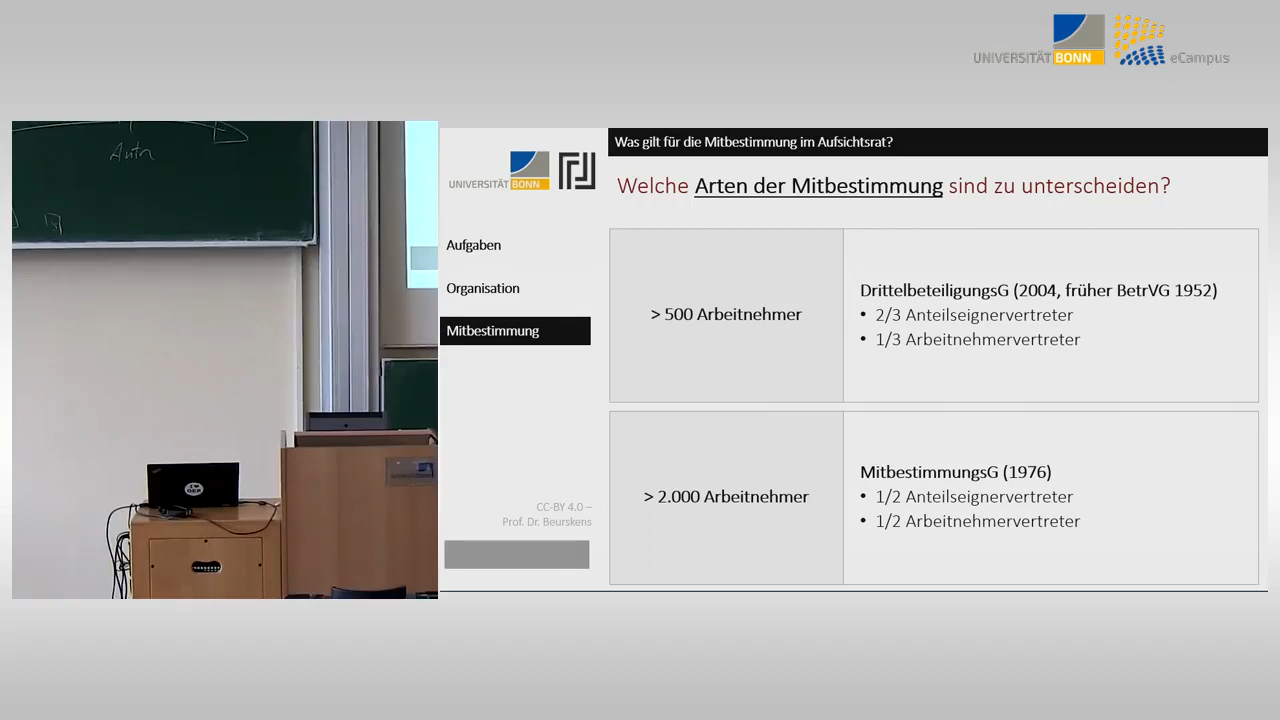 UNIVERSITÄT BONN
eCampus
Antr
UNIVERSITÄT BONN
Aufgaben
Organisation
Mitbestimmung
CC-BY 4.0 –
Prof. Dr. Beurskens
Was gilt für die Mitbestimmung im Aufsichtsrat?
Welche Arten der Mitbestimmung sind zu unterscheiden?
> 500 Arbeitnehmer
DrittelbeteiligungsG (2004, früher BetrVG 1952)
• 2/3 Anteilseignervertreter
• 1/3 Arbeitnehmervertreter
> 2.000 Arbeitnehmer
MitbestimmungsG (1976)
• 1/2 Anteilseignervertreter
• 1/2 Arbeitnehmervertreter